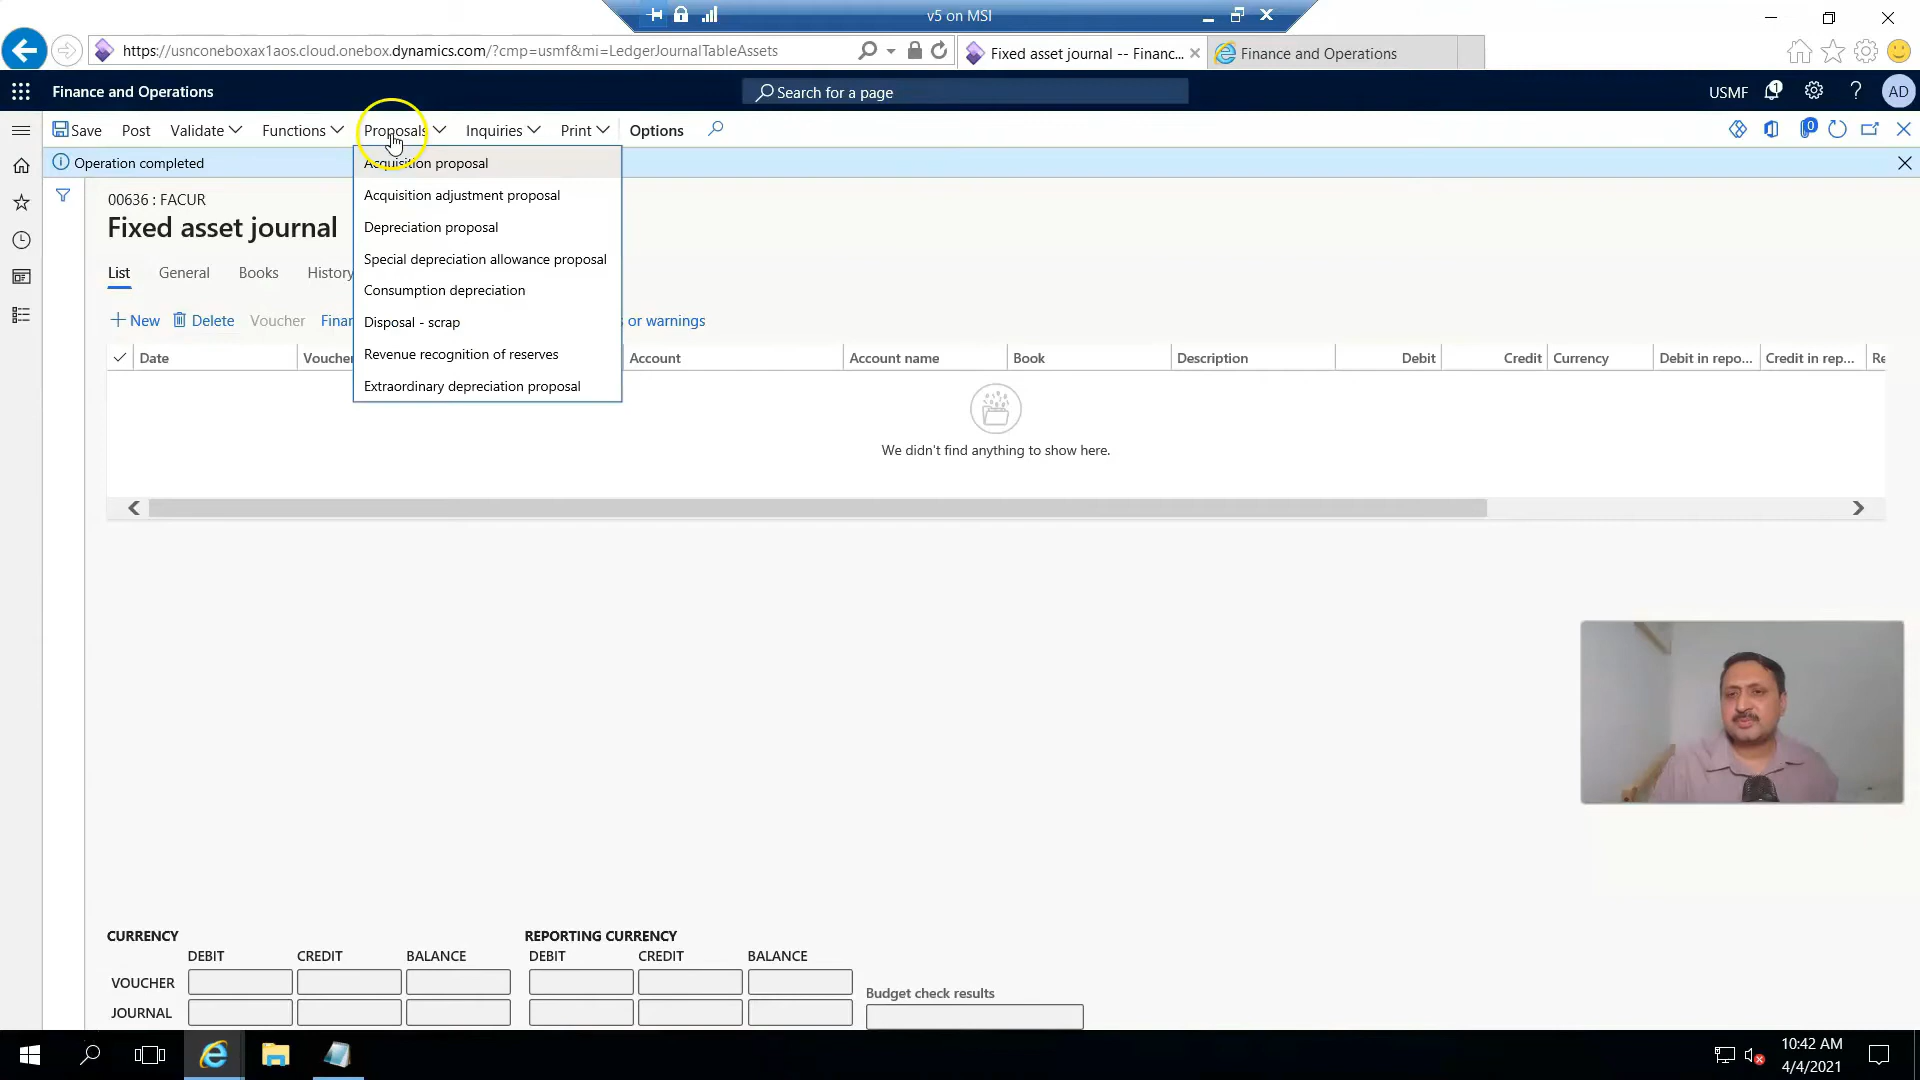 v5 on MSI
https://usnconeboxax1aos.cloud.onebox.dynamics.com/?cmp=usmf&mi=LedgerJournalTableAssets
Fixed asset journal -- Financ...
Finance and Operations
Finance and Operations
Search for a page
USMF
1
?
AD
Save
Post
Validate
Functions
Proposals
Inquiries
Print
Options
0
Operation completed
Acquisition proposal
Acquisition adjustment proposal
Depreciation proposal
Special depreciation allowance proposal
Consumption depreciation
Disposal - scrap
Revenue recognition of reserves
Extraordinary depreciation proposal
00636 : FACUR
Fixed asset journal
List
General
Books
History
New
Delete
Voucher
Finan
s or warnings
Date
Voucher
Account
Account name
Book
Description
Debit
Credit
Currency
Debit in repo...
Credit in rep...
Re
We didn't find anything to show here.
CURRENCY
REPORTING CURRENCY
DEBIT
CREDIT
BALANCE
DEBIT
CREDIT
BALANCE
VOUCHER
Budget check results
JOURNAL
10:42 AM
4/4/2021